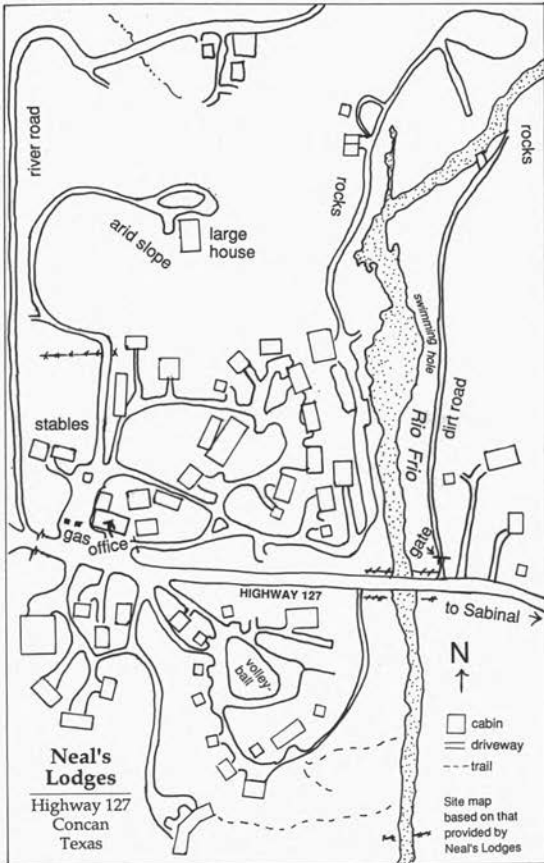 river road
rocks
rocks
arid slope
large
house
swimming
hole
Rio Frio
dirt road
stables
gas
office
gate
HIGHWAY 127
to Sabinal
volley-
ball
N
cabin
driveway
trail
Neal's
Lodges
Highway 127
Concan
Texas
Site map
based on that
provided by
Neal's Lodges